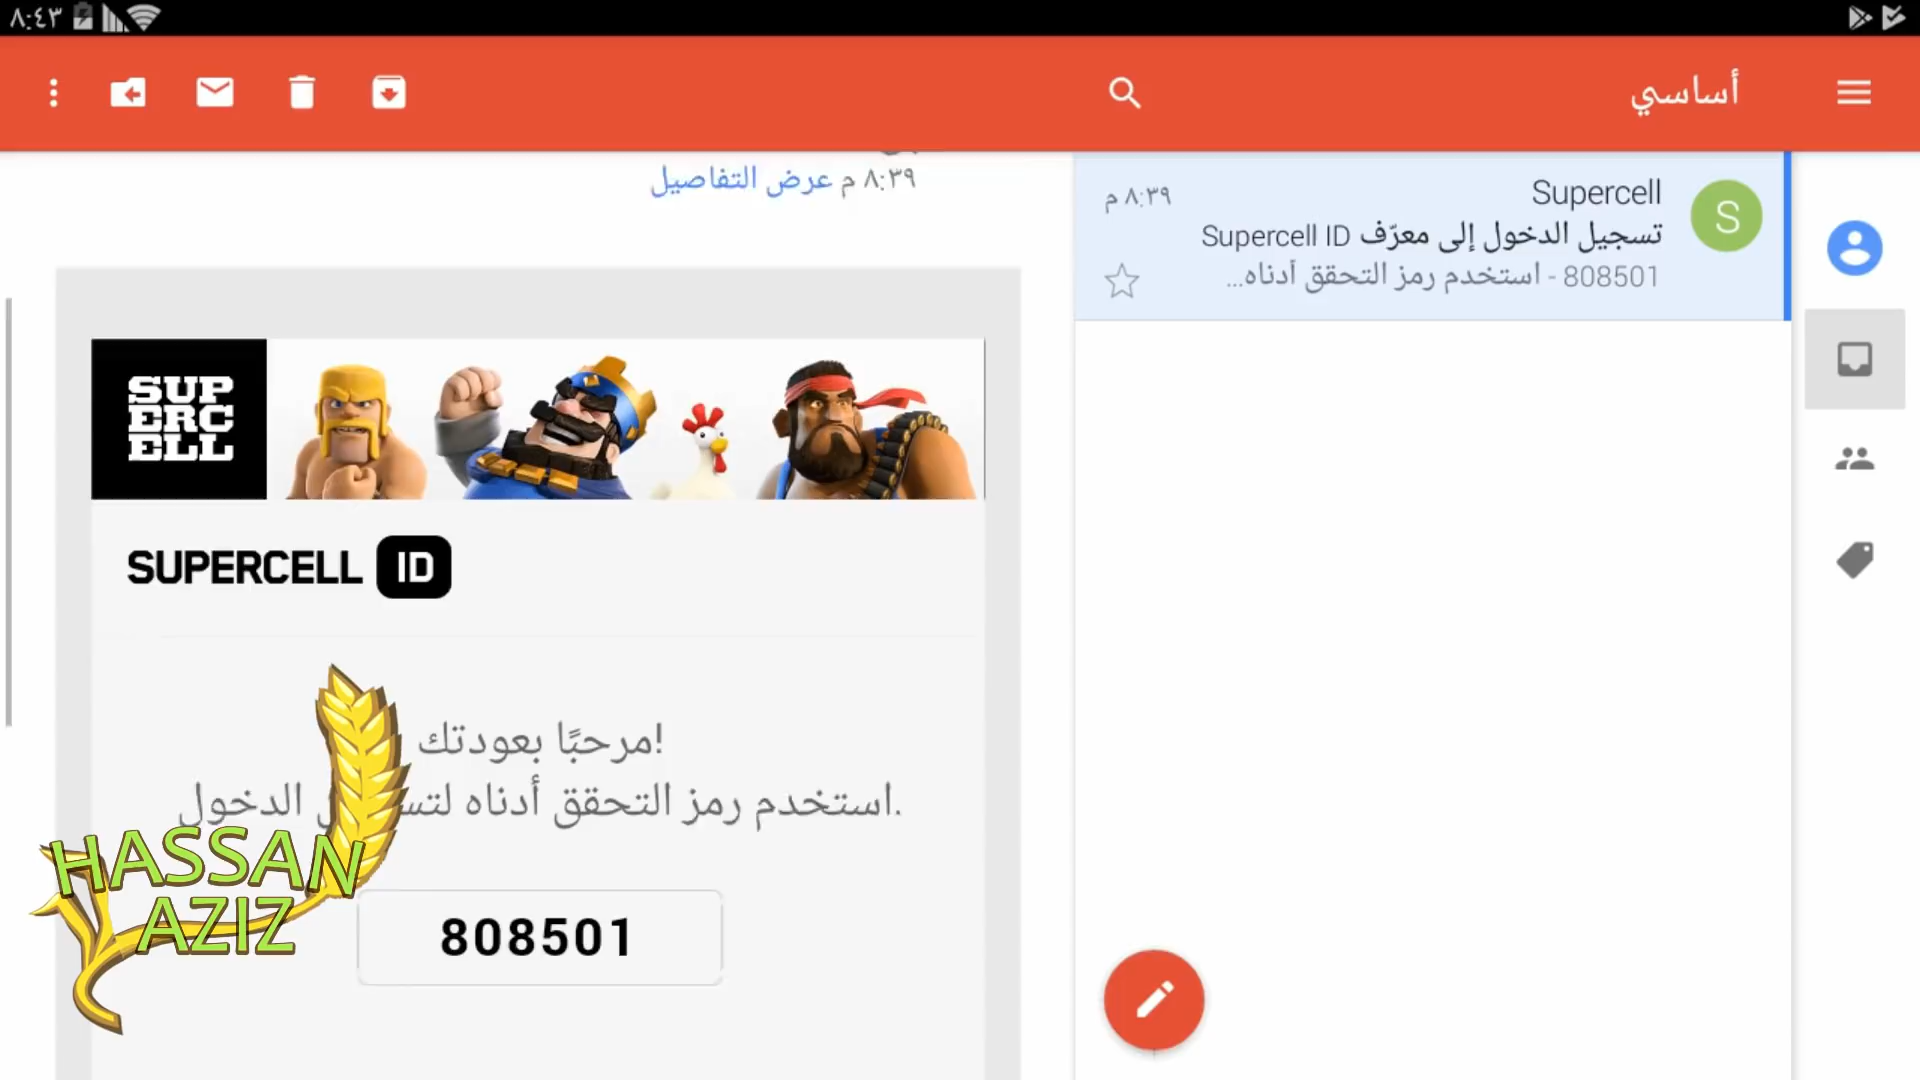 ٨:٤٣
أساسي
Supercell
٨:٣٩ م
تسجيل الدخول إلى معرّف Supercell ID
808501 - استخدم رمز التحقق أدناه...
S
٨:٣٩ م عرض التفاصيل
SUP
ERC
ELL
SUPERCELL ID
مرحبًا بعودتك!
استخدم رمز التحقق أدناه الدخول.
808501
HASSAN
AZIZ